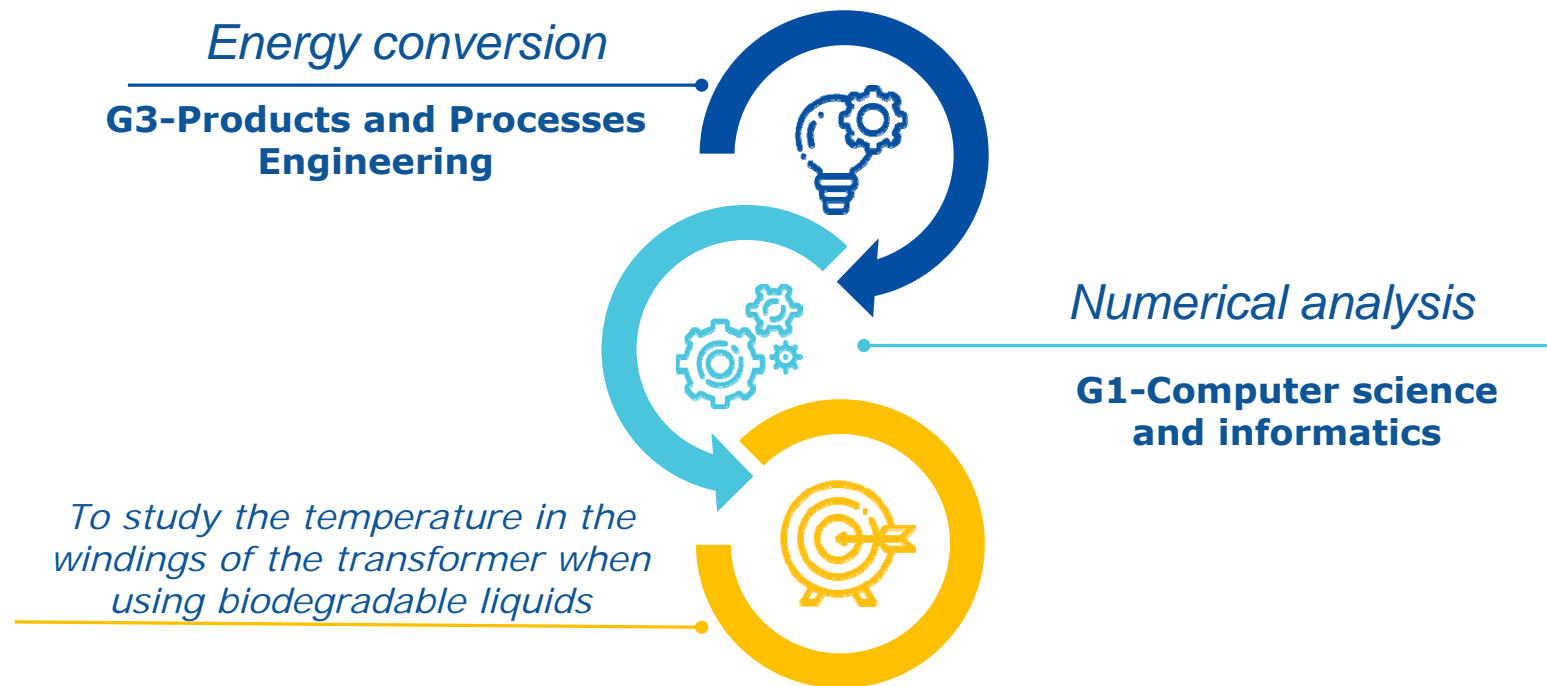 Energy conversion
G3-Products and Processes
Engineering
Numerical analysis
G1-Computer science
and informatics
To study the temperature in the
windings of the transformer when
using biodegradable liquids